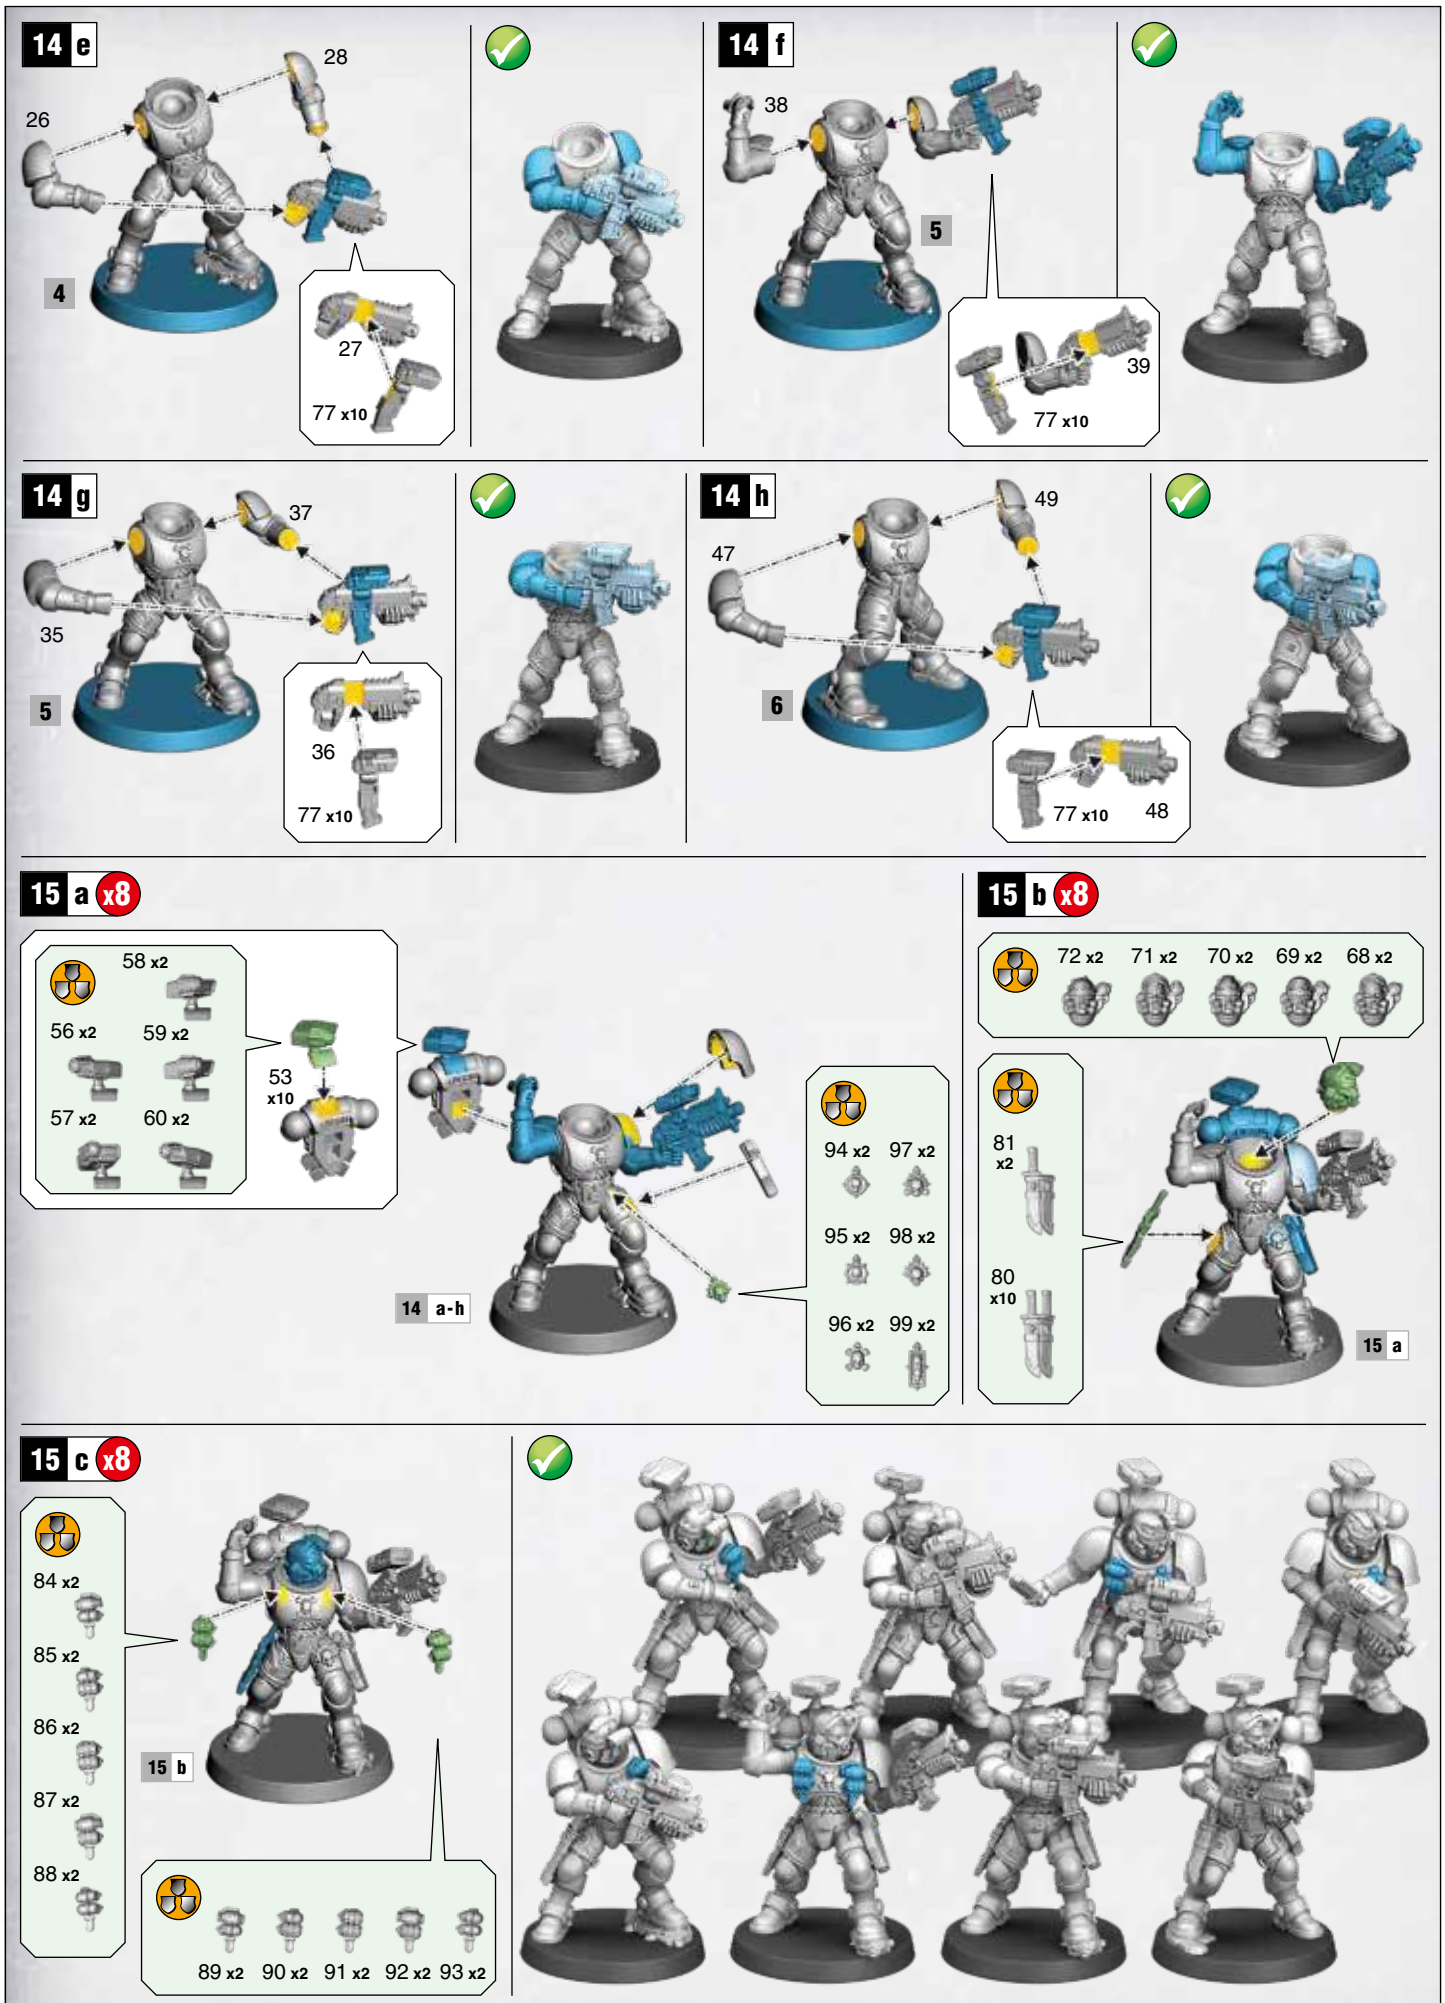 14 e
28
26
4
27
77 x10
14 f
38
5
39
77 x10
14 g
37
35
5
36
77 x10
14 h
49
47
6
77 x10
48
15 a x8
58 x2
56 x2
59 x2
57 x2
60 x2
53
x10
94 x2
97 x2
95 x2
98 x2
96 x2
99 x2
14 a-h
15 b x8
72 x2
71 x2
70 x2
69 x2
68 x2
81
x2
80
x10
15 a
15 c x8
84 x2
85 x2
86 x2
87 x2
88 x2
15 b
89 x2
90 x2
91 x2
92 x2
93 x2